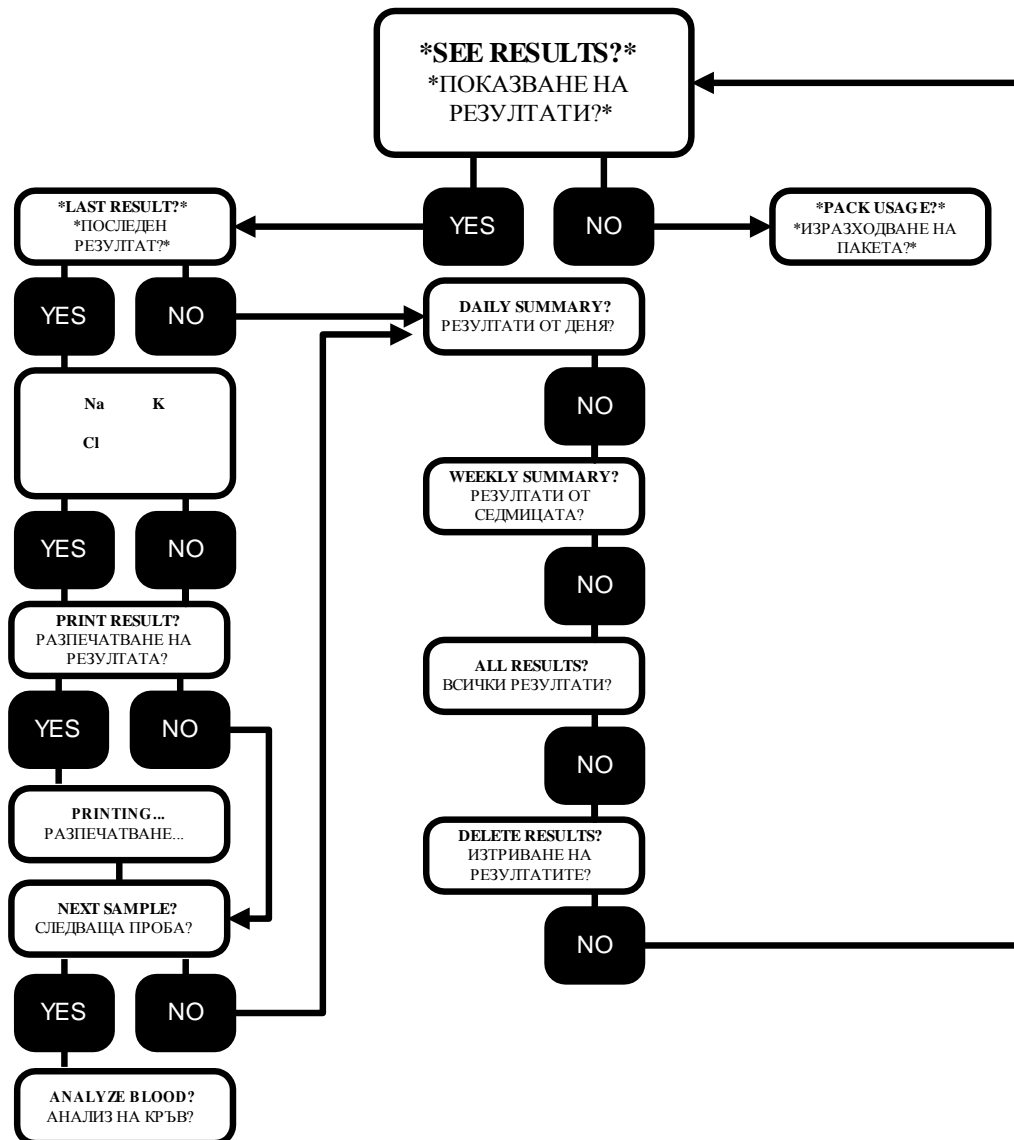 *SEE RESULTS?*
*ПОКАЗВАНЕ НА
РЕЗУЛТАТИ?*
YES
NO
*LAST RESULT?*
*ПОСЛЕДЕН
РЕЗУЛТАТ?*
*PACK USAGE?*
*ИЗРАЗХОДВАНЕ НА
ПАКЕТА?*
YES
NO
DAILY SUMMARY?
РЕЗУЛТАТИ ОТ ДЕНЯ?
Na K
Cl
NO
WEEKLY SUMMARY?
РЕЗУЛТАТИ ОТ
СЕДМИЦАТА?
YES
NO
NO
PRINT RESULT?
РАЗПЕЧАТВАНЕ НА
РЕЗУЛТАТА?
ALL RESULTS?
ВСИЧКИ РЕЗУЛТАТИ?
YES
NO
NO
PRINTING...
РАЗПЕЧАТВАНЕ...
DELETE RESULTS?
ИЗТРИВАНЕ НА
РЕЗУЛТАТИТЕ?
NEXT SAMPLE?
СЛЕДВАЩА ПРОБА?
NO
YES
NO
ANALYZE BLOOD?
АНАЛИЗ НА КРЪВ?